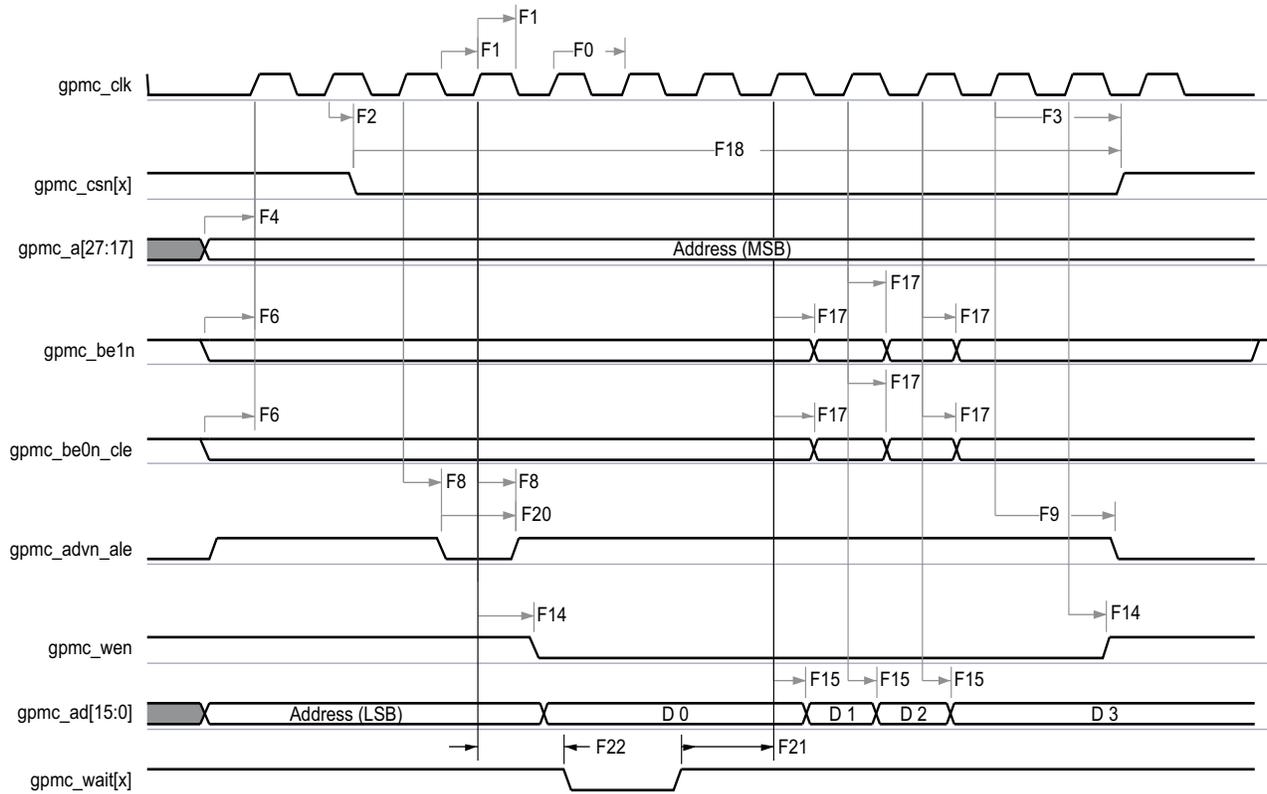 F1
F1 F0
gpmc_clk
F2 F3
F18
gpmc_csn[x]
F4
gpmc_a[27:17] Address (MSB)
F17
F6 F17 F17
gpmc_be1n
F17
F6 F17 F17
gpmc_be0n_cle
F8 F8
F20 F9
gpmc_advn_ale
F14 F14
gpmc_wen
F15 F15 F15
gpmc_ad[15:0] Address (LSB) D 0 D 1 D 2 D 3
F22 F21
gpmc_wait[x]